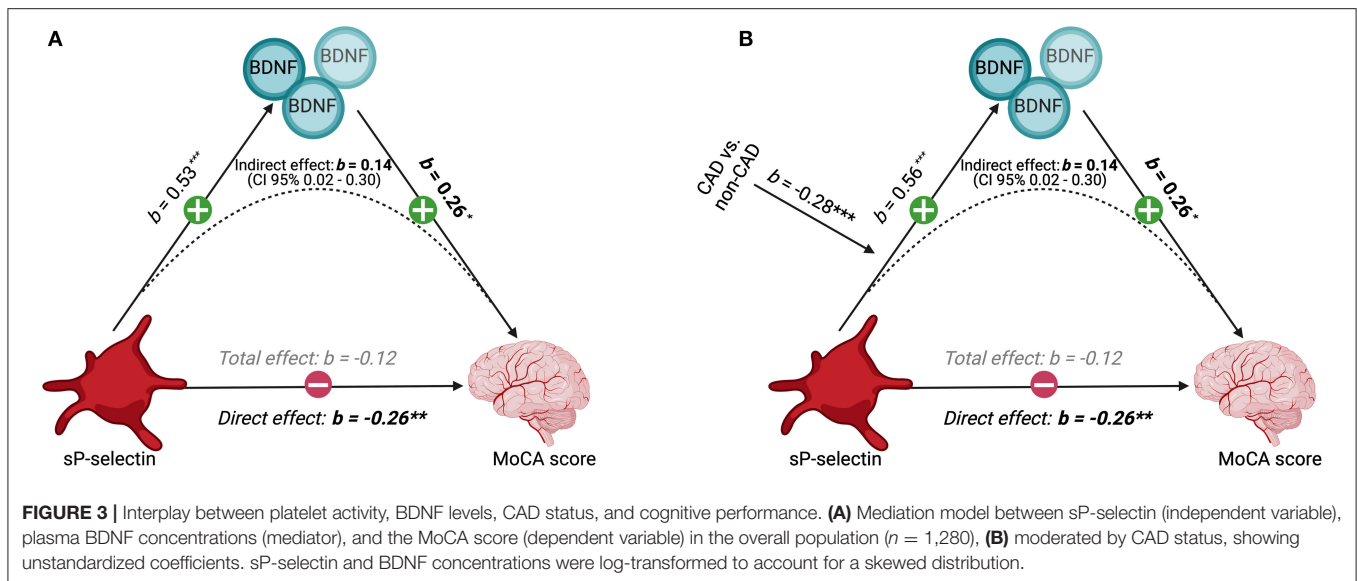 A
BDNF
BDNF
BDNF
b = 0.53***
Indirect effect: b = 0.14
(CI 95% 0.02 - 0.30)
b = 0.26*
Total effect: b = -0.12
Direct effect: b = -0.26**
sP-selectin
MoCA score
B
BDNF
BDNF
BDNF
CAD vs.
non-CAD
b = -0.28***
b = 0.56***
Indirect effect: b = 0.14
(CI 95% 0.02 - 0.30)
b = 0.26*
Total effect: b = -0.12
Direct effect: b = -0.26**
sP-selectin
MoCA score
FIGURE 3 | Interplay between platelet activity, BDNF levels, CAD status, and cognitive performance. (A) Mediation model between sP-selectin (independent variable),
plasma BDNF concentrations (mediator), and the MoCA score (dependent variable) in the overall population (n = 1,280), (B) moderated by CAD status, showing
unstandardized coefficients. sP-selectin and BDNF concentrations were log-transformed to account for a skewed distribution.